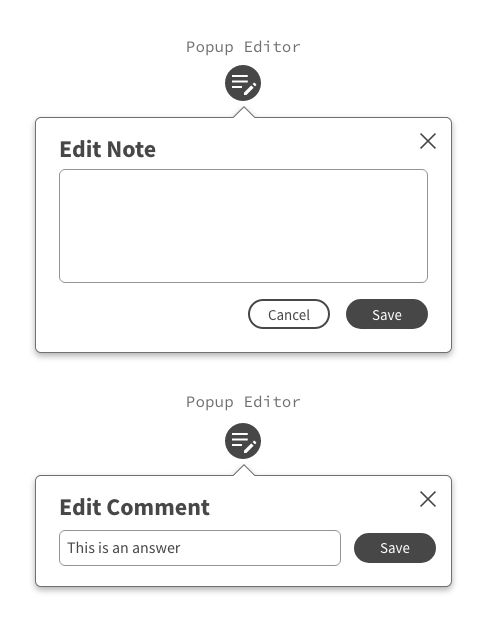 Popup Editor
Edit Note
Cancel
Save
Popup Editor
Edit Comment
This is an answer
Save